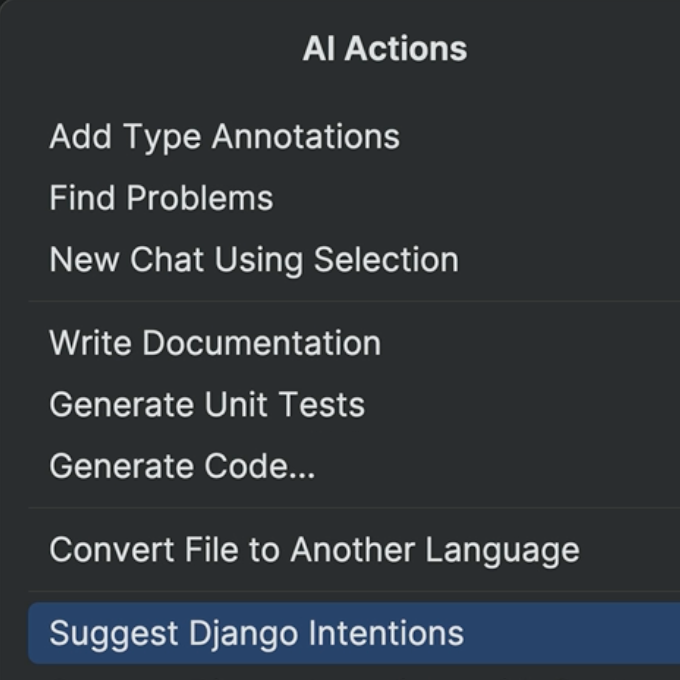 AI Actions
Add Type Annotations
Find Problems
New Chat Using Selection
Write Documentation
Generate Unit Tests
Generate Code...
Convert File to Another Language
Suggest Django Intentions